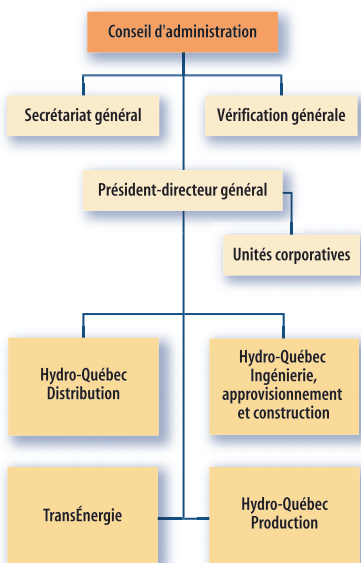 Conseil d'administration
Secrétariat général
Vérification générale
Président-directeur général
Unités corporatives
Hydro-Québec
Distribution
Hydro-Québec
Ingénierie,
approvisionnement
et construction
TransÉnergie
Hydro-Québec
Production